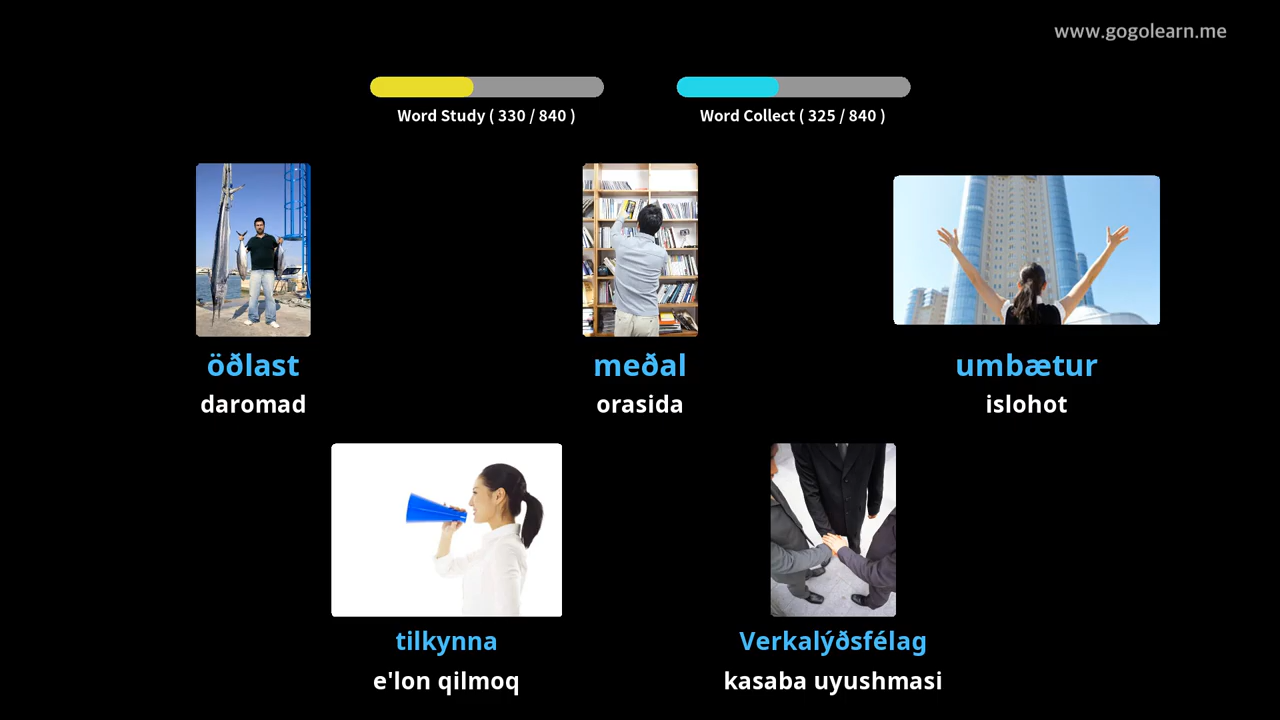 www.gogolearn.me
Word Study ( 330 / 840 )
Word Collect ( 325 / 840 )
öðlast
daromad
meðal
orasida
umbætur
islohot
tilkynna
e'lon qilmoq
Verkalýðsfélag
kasaba uyushmasi